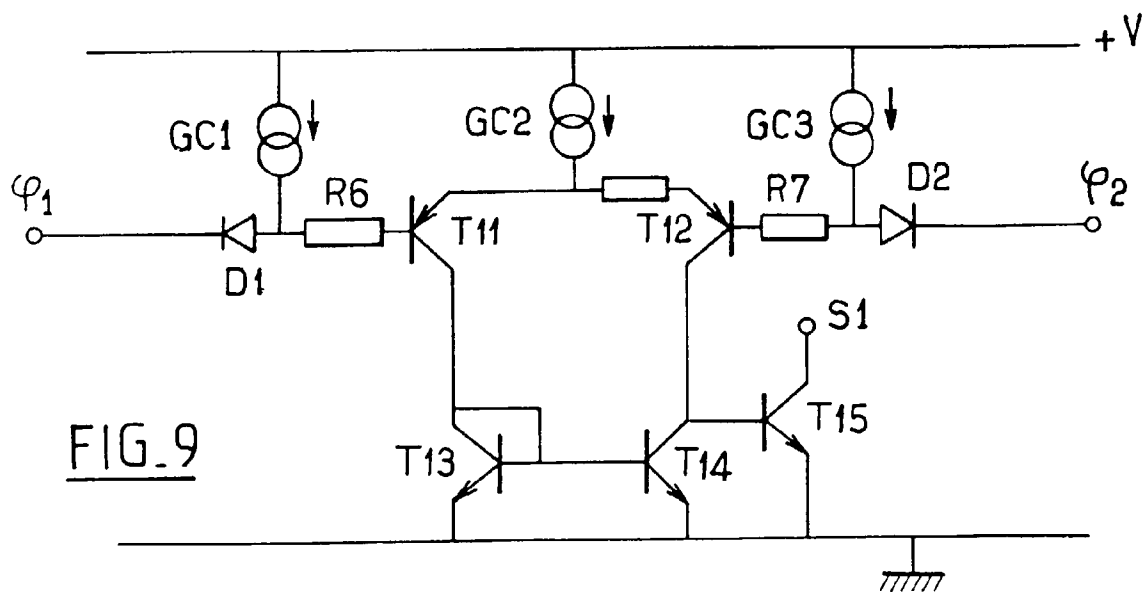 + V
GC1
GC2
GC3
φ1
R6
R7
D2
φ2
T11
T12
D1
S1
T15
FIG_9
T13
T14